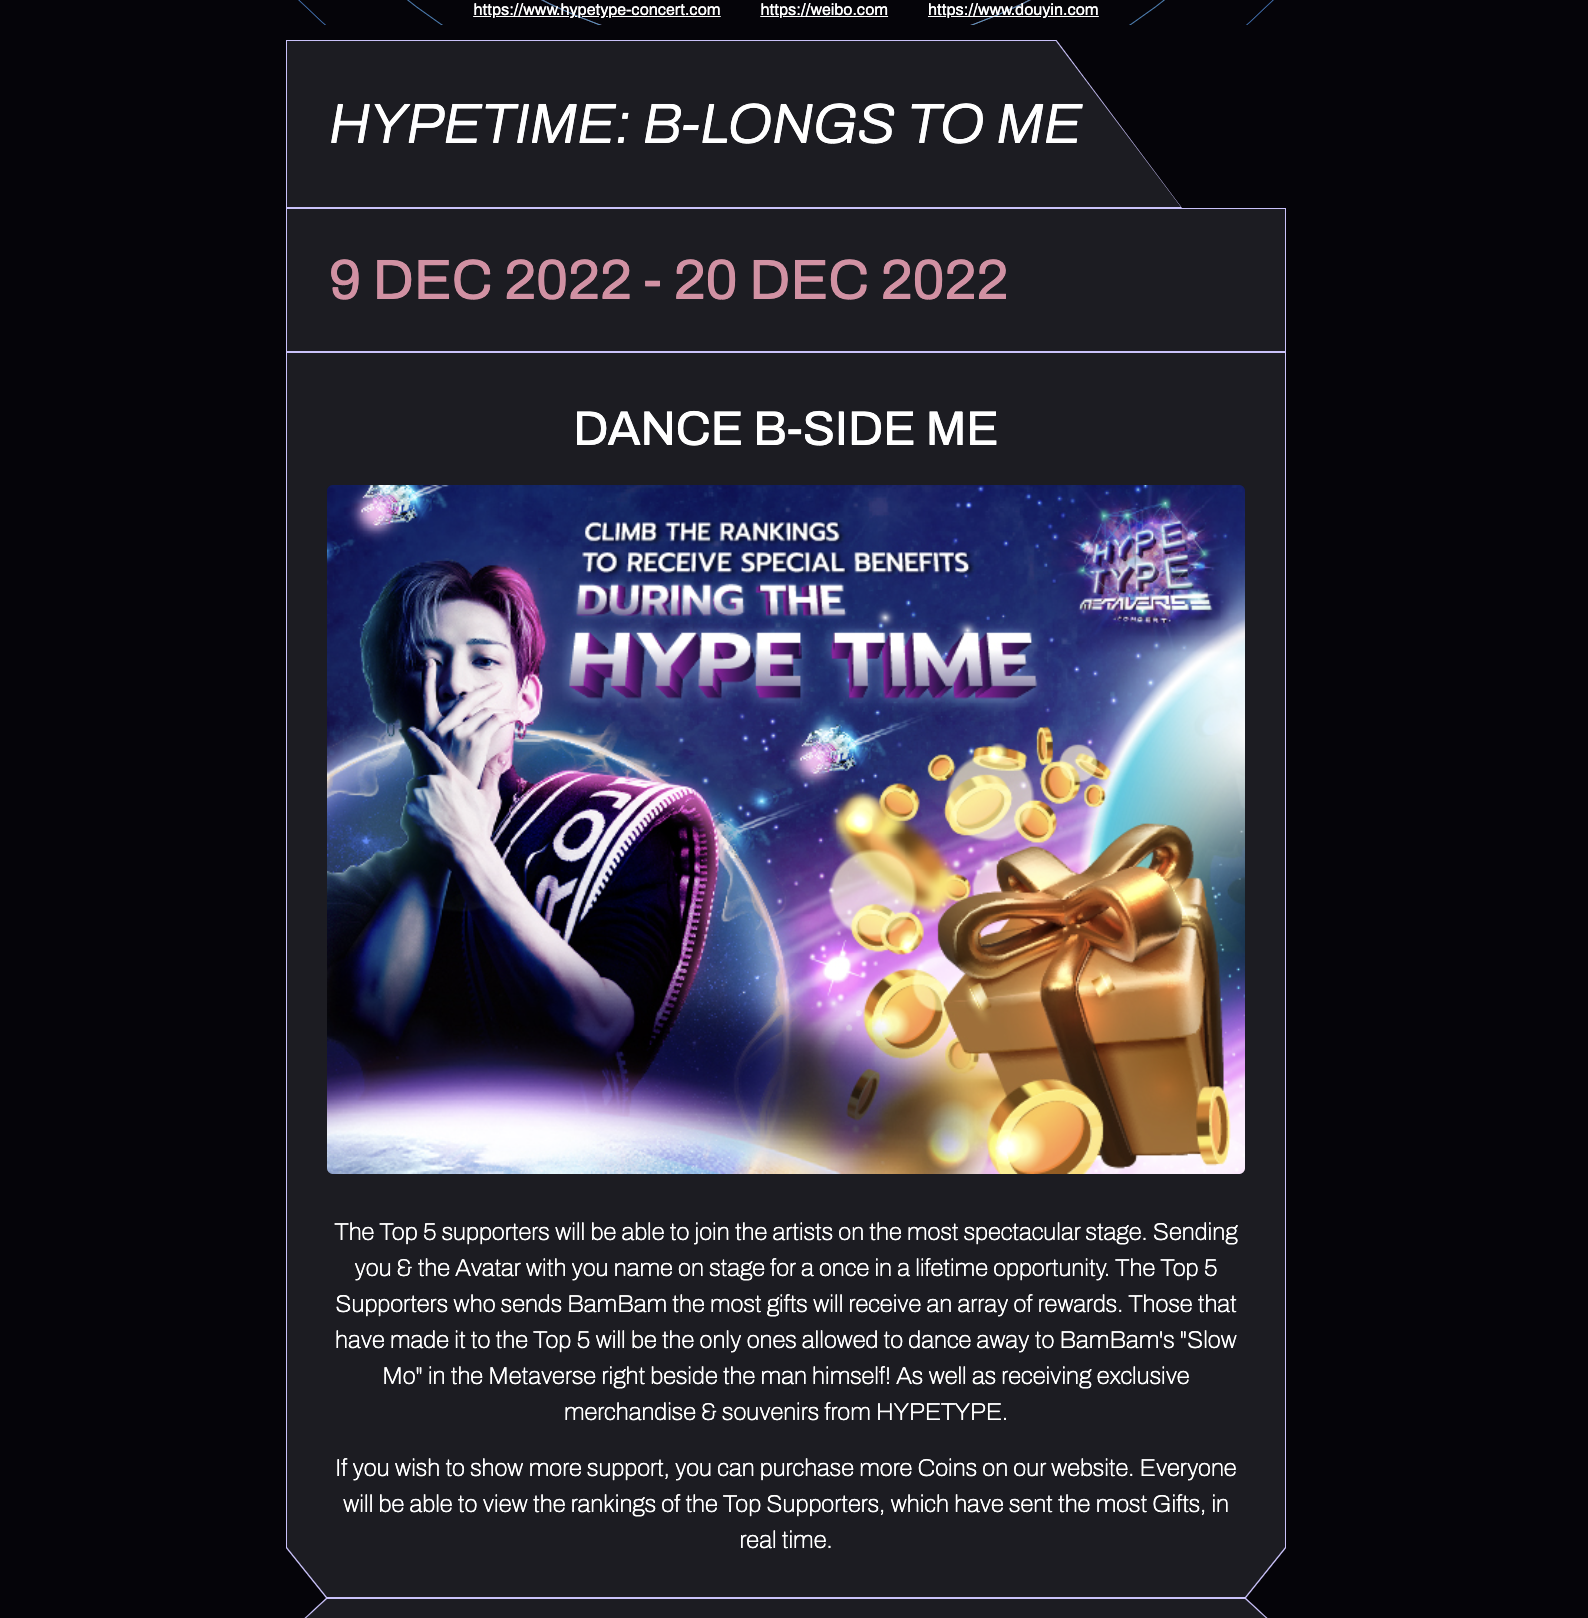 https://www.hypetype-concert.com https://weibo.com https://www.douyin.com
HYPETIME: B-LONGS TO ME
9 DEC 2022 - 20 DEC 2022
DANCE B-SIDE ME
CLIMB THE RANKINGS
TO RECEIVE SPECIAL BENEFITS
DURING THE
HYPE TIME
HYPE
TYPE
METAVERSE
·CONCERT·
ROJE
The Top 5 supporters will be able to join the artists on the most spectacular stage. Sending
you & the Avatar with you name on stage for a once in a lifetime opportunity. The Top 5
Supporters who sends BamBam the most gifts will receive an array of rewards. Those that
have made it to the Top 5 will be the only ones allowed to dance away to BamBam's "Slow
Mo" in the Metaverse right beside the man himself! As well as receiving exclusive
merchandise & souvenirs from HYPETYPE.
If you wish to show more support, you can purchase more Coins on our website. Everyone
will be able to view the rankings of the Top Supporters, which have sent the most Gifts, in
real time.